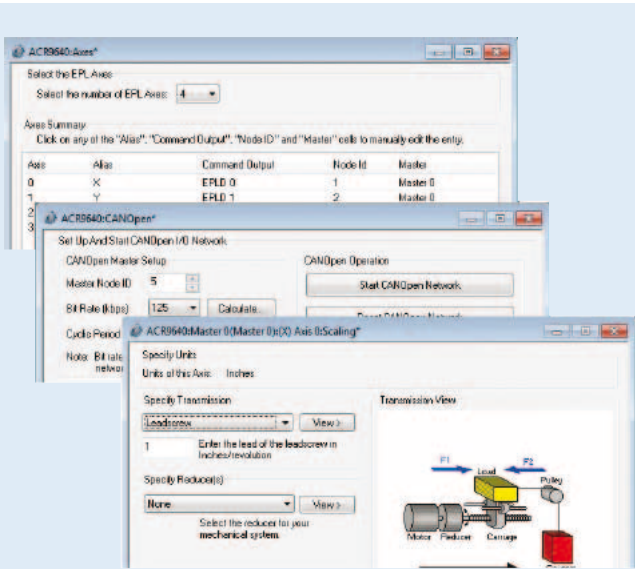 ACR9640:Axes*
Select the EPL Axes
Select the number of EPL Axes: 4
Axes Summary
Click on any of the "Alias", "Command Output", "Node ID" and "Master" cells to manually edit the entry.
Axis Alias Command Output Node Id Master
0 X EPLD 0 1 Master 0
1 Y EPLD 1 2 Master 0
2
3
ACR9640:CANOpen*
Set Up And Start CANOpen I/O Network
CANOpen Master Setup CANOpen Operation
Master Node ID 5 Start CANOpen Network
Bit Rate (kbps) 125 Calculate...
Cyclic Period
Note: Bit rate
networ
ACR9640:Master 0(Master 0):(X) Axis 0:Scaling*
Specify Units
Units of this Axis: Inches
Specify Transmission Transmission View
Leadscrew View >
1 Enter the lead of the leadscrew in
Inches/revolution
Specify Reducer(s)
None View >
Select the reducer for your
mechanical system.
F1 F2
Load
Pulley
Motor Reducer Carriage